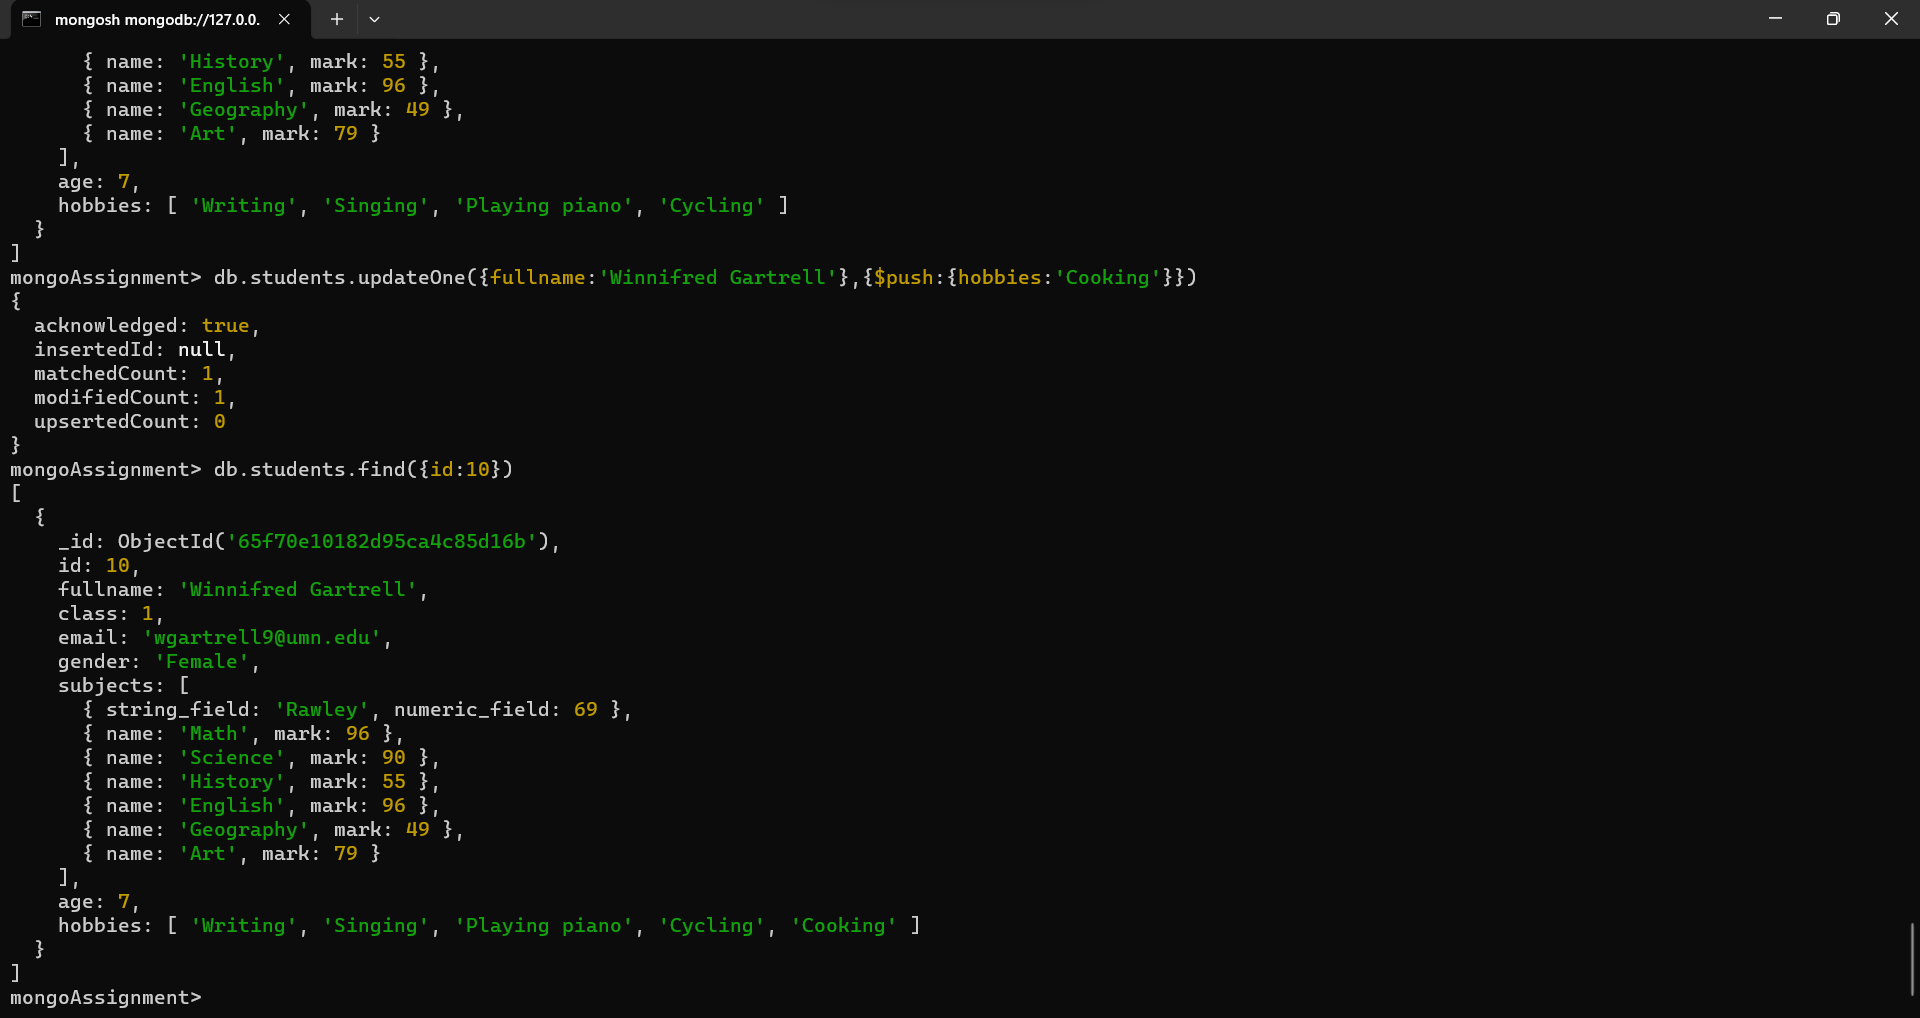 mongosh mongodb://127.0.0.
{ name: 'History', mark: 55 },
{ name: 'English', mark: 96 },
{ name: 'Geography', mark: 49 },
{ name: 'Art', mark: 79 }
],
age: 7,
hobbies: [ 'Writing', 'Singing', 'Playing piano', 'Cycling' ]
}
]
mongoAssignment> db.students.updateOne({fullname:'Winnifred Gartrell'},{$push:{hobbies:'Cooking'}})
{
acknowledged: true,
insertedId: null,
matchedCount: 1,
modifiedCount: 1,
upsertedCount: 0
}
mongoAssignment> db.students.find({id:10})
[
{
_id: ObjectId('65f70e10182d95ca4c85d16b'),
id: 10,
fullname: 'Winnifred Gartrell',
class: 1,
email: 'wgartrell9@umn.edu',
gender: 'Female',
subjects: [
{ string_field: 'Rawley', numeric_field: 69 },
{ name: 'Math', mark: 96 },
{ name: 'Science', mark: 90 },
{ name: 'History', mark: 55 },
{ name: 'English', mark: 96 },
{ name: 'Geography', mark: 49 },
{ name: 'Art', mark: 79 }
],
age: 7,
hobbies: [ 'Writing', 'Singing', 'Playing piano', 'Cycling', 'Cooking' ]
}
]
mongoAssignment>